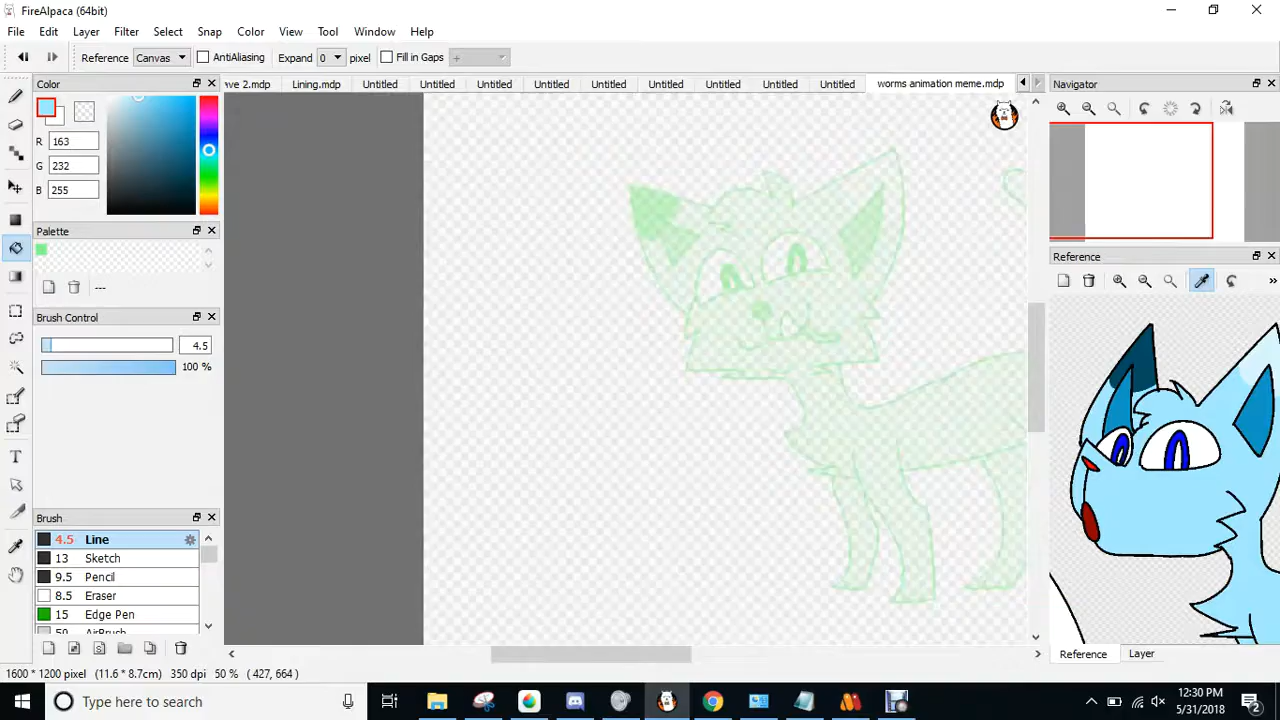 FireAlpaca (64bit)
File Edit Layer Filter Select Snap Color View Tool Window Help
Reference Canvas AntiAliasing Expand 0 pixel Fill in Gaps +
Color
ve 2.mdp Lining.mdp Untitled Untitled Untitled Untitled Untitled Untitled Untitled Untitled Untitled worms animation meme.mdp
Navigator
R 163
G 232
B 255
Palette
---
Reference
»
Brush Control
4.5
100 %
Brush
4.5 Line
13 Sketch
9.5 Pencil
8.5 Eraser
15 Edge Pen
50 AirBrush
Reference Layer
1600 * 1200 pixel (11.6 * 8.7cm) 350 dpi 50 % ( 427, 664 )
Type here to search
12:30 PM
5/31/2018
2